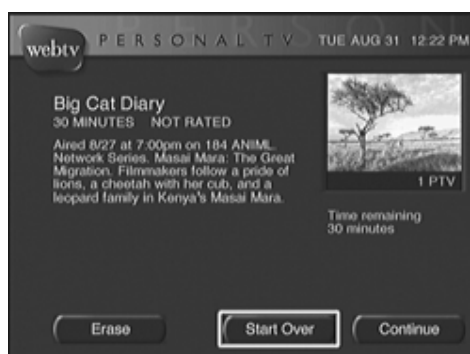 webtv PERSONAL TV TUE AUG 31 12:22 PM
Big Cat Diary
30 MINUTES NOT RATED
Aired 8/27 at 7:00pm on 184 ANIML.
Network Series. Masai Mara: The Great
Migration. Filmmakers follow a pride of
lions, a cheetah with her cub, and a
leopard family in Kenya's Masai Mara.
1 PTV
Time remaining
30 minutes
Erase Start Over Continue